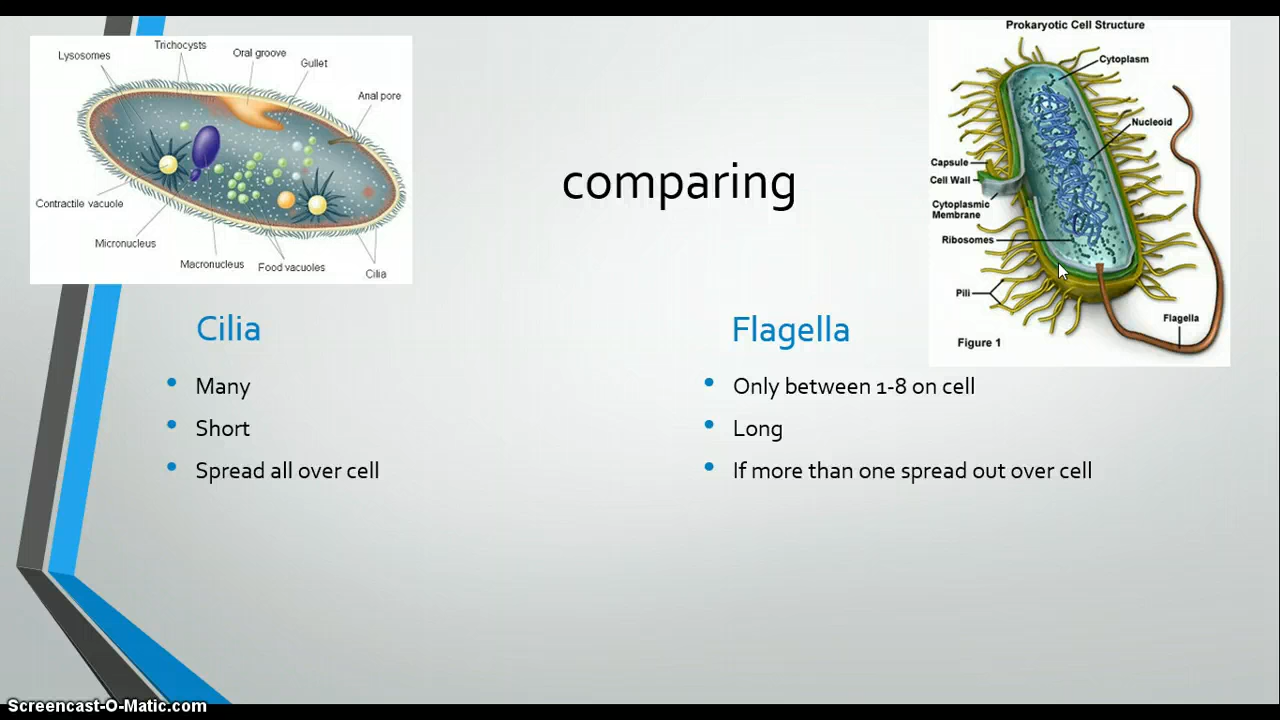 Lysosomes
Trichocysts
Oral groove
Gullet
Anal pore
Contractile vacuole
Micronucleus
Macronucleus
Food vacuoles
Cilia
comparing
Prokaryotic Cell Structure
Cytoplasm
Nucleoid
Capsule
Cell Wall
Cytoplasmic
Membrane
Ribosomes
Pili
Flagella
Figure 1
Cilia
Many
Short
Spread all over cell
Flagella
Only between 1-8 on cell
Long
If more than one spread out over cell
Screencast-O-Matic.com